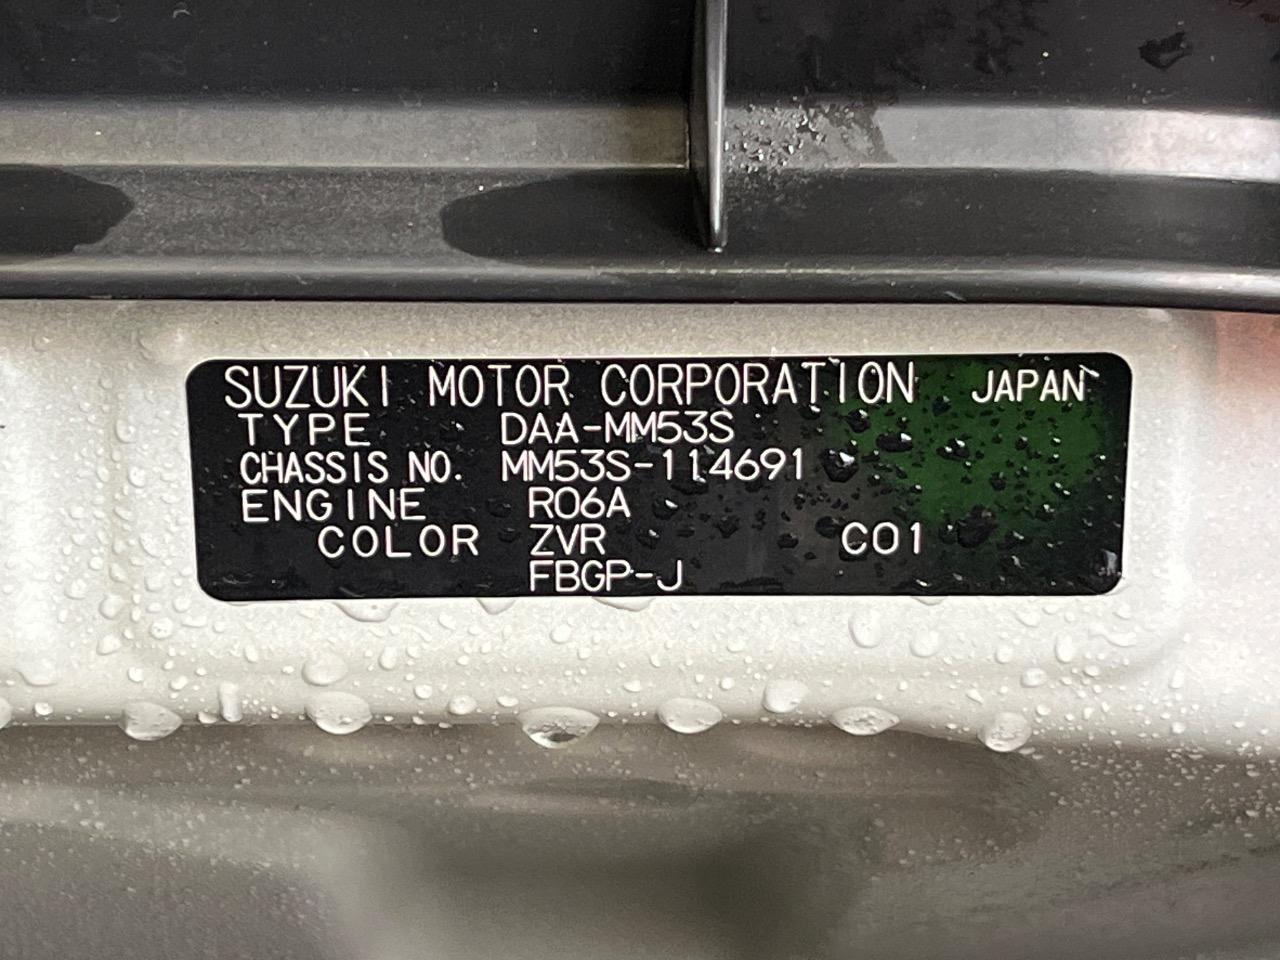 SUZUKI MOTOR CORPORATION JAPAN
TYPE DAA-MM53S
CHASSIS NO. MM53S-114691
ENGINE R06A
COLOR ZVR C01
FBGP-J